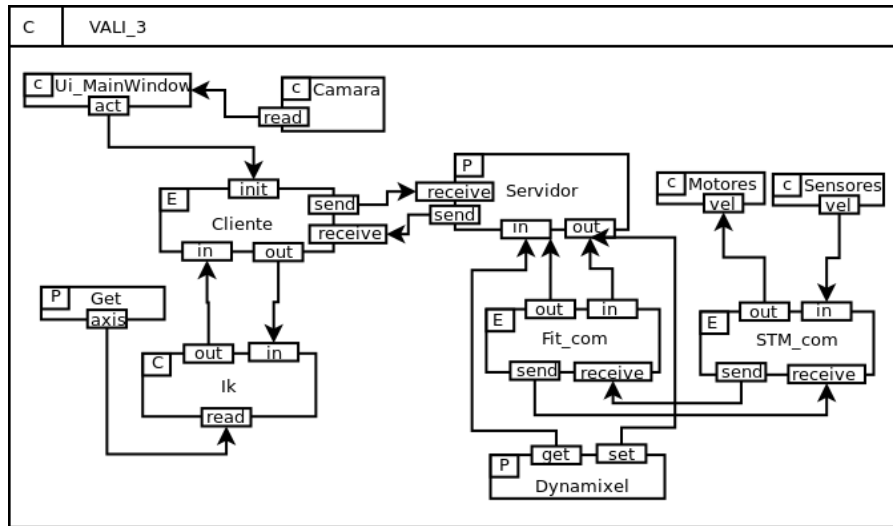 C VALI_3
c Ui_MainWindow
act
c Camara
read
E init
Cliente
send
receive
in out
P
receive
Servidor
send
in out
c Motores
vel
c Sensores
vel
P Get
axis
out in
C
Ik
read
out in
E
Fit_com
send receive
out in
E
STM_com
send receive
get set
P
Dynamixel